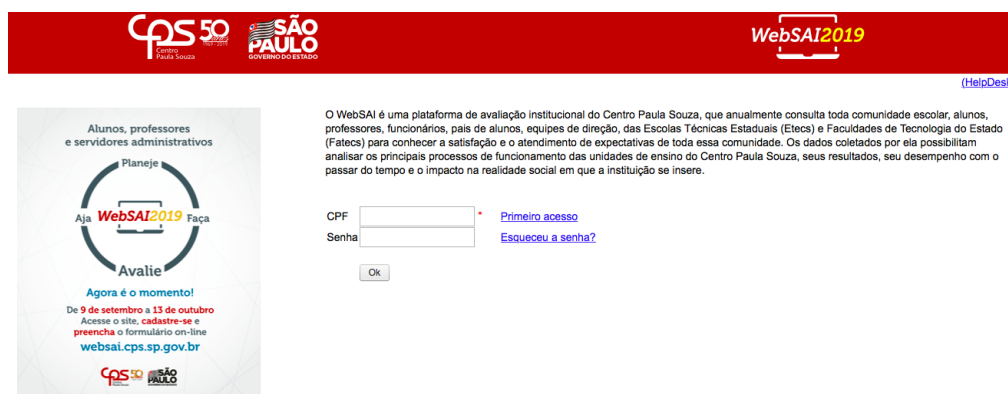 CPS 50 anos
1969 - 2019
Centro
Paula Souza
SÃO
PAULO
GOVERNO DO ESTADO
WebSAI2019
(HelpDesk
Alunos, professores
e servidores administrativos
Planeje
Aja WebSAI2019 Faça
Avalie
Agora é o momento!
De 9 de setembro a 13 de outubro
Acesse o site, cadastre-se e
preencha o formulário on-line
websai.cps.sp.gov.br
CPS 50 SÃO
PAULO
O WebSAI é uma plataforma de avaliação institucional do Centro Paula Souza, que anualmente consulta toda comunidade escolar, alunos,
professores, funcionários, pais de alunos, equipes de direção, das Escolas Técnicas Estaduais (Etecs) e Faculdades de Tecnologia do Estado
(Fatecs) para conhecer a satisfação e o atendimento de expectativas de toda essa comunidade. Os dados coletados por ela possibilitam
analisar os principais processos de funcionamento das unidades de ensino do Centro Paula Souza, seus resultados, seu desempenho com o
passar do tempo e o impacto na realidade social em que a instituição se insere.
CPF * Primeiro acesso
Senha Esqueceu a senha?
Ok